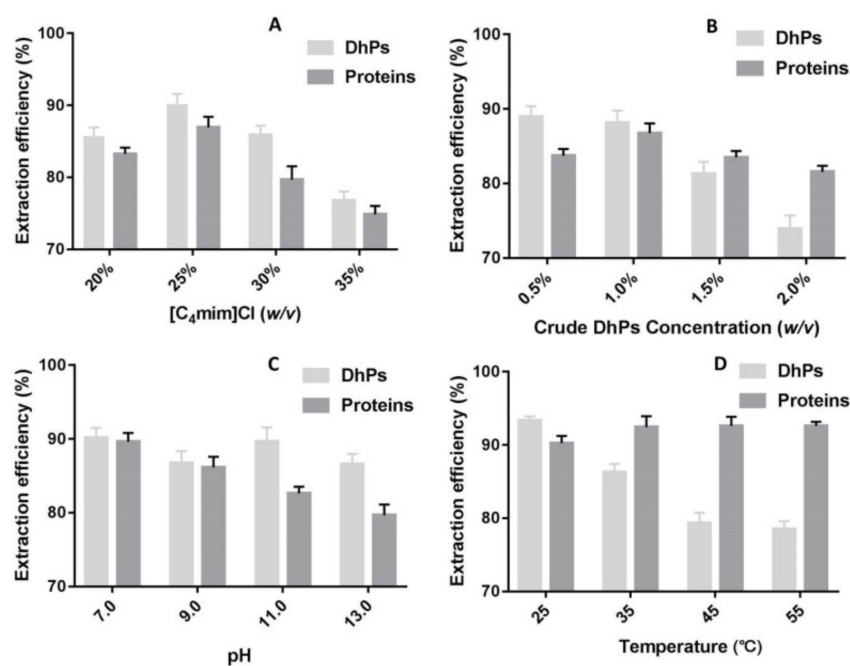 A
DhPs
Proteins
Extraction efficiency (%)
100
90
80
70
20%
25%
30%
35%
[C₄mim]Cl (w/v)
B
DhPs
Proteins
Extraction efficiency (%)
100
90
80
70
0.5%
1.0%
1.5%
2.0%
Crude DhPs Concentration (w/v)
C
DhPs
Proteins
Extraction efficiency (%)
100
90
80
70
7.0
9.0
11.0
13.0
pH
D
DhPs
Proteins
Extraction efficiency (%)
100
90
80
70
25
35
45
55
Temperature (℃)